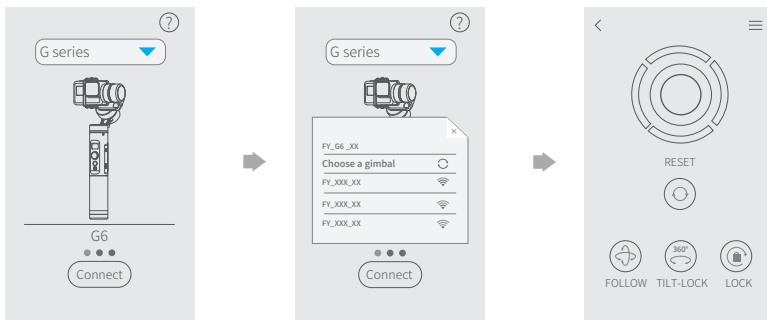 ?
G series
G6
Connect
?
G series
×
FY_G6 _XX
Choose a gimbal
FY_XXX_XX
FY_XXX_XX
FY_XXX_XX
Connect
RESET
360°
FOLLOW TILT-LOCK LOCK